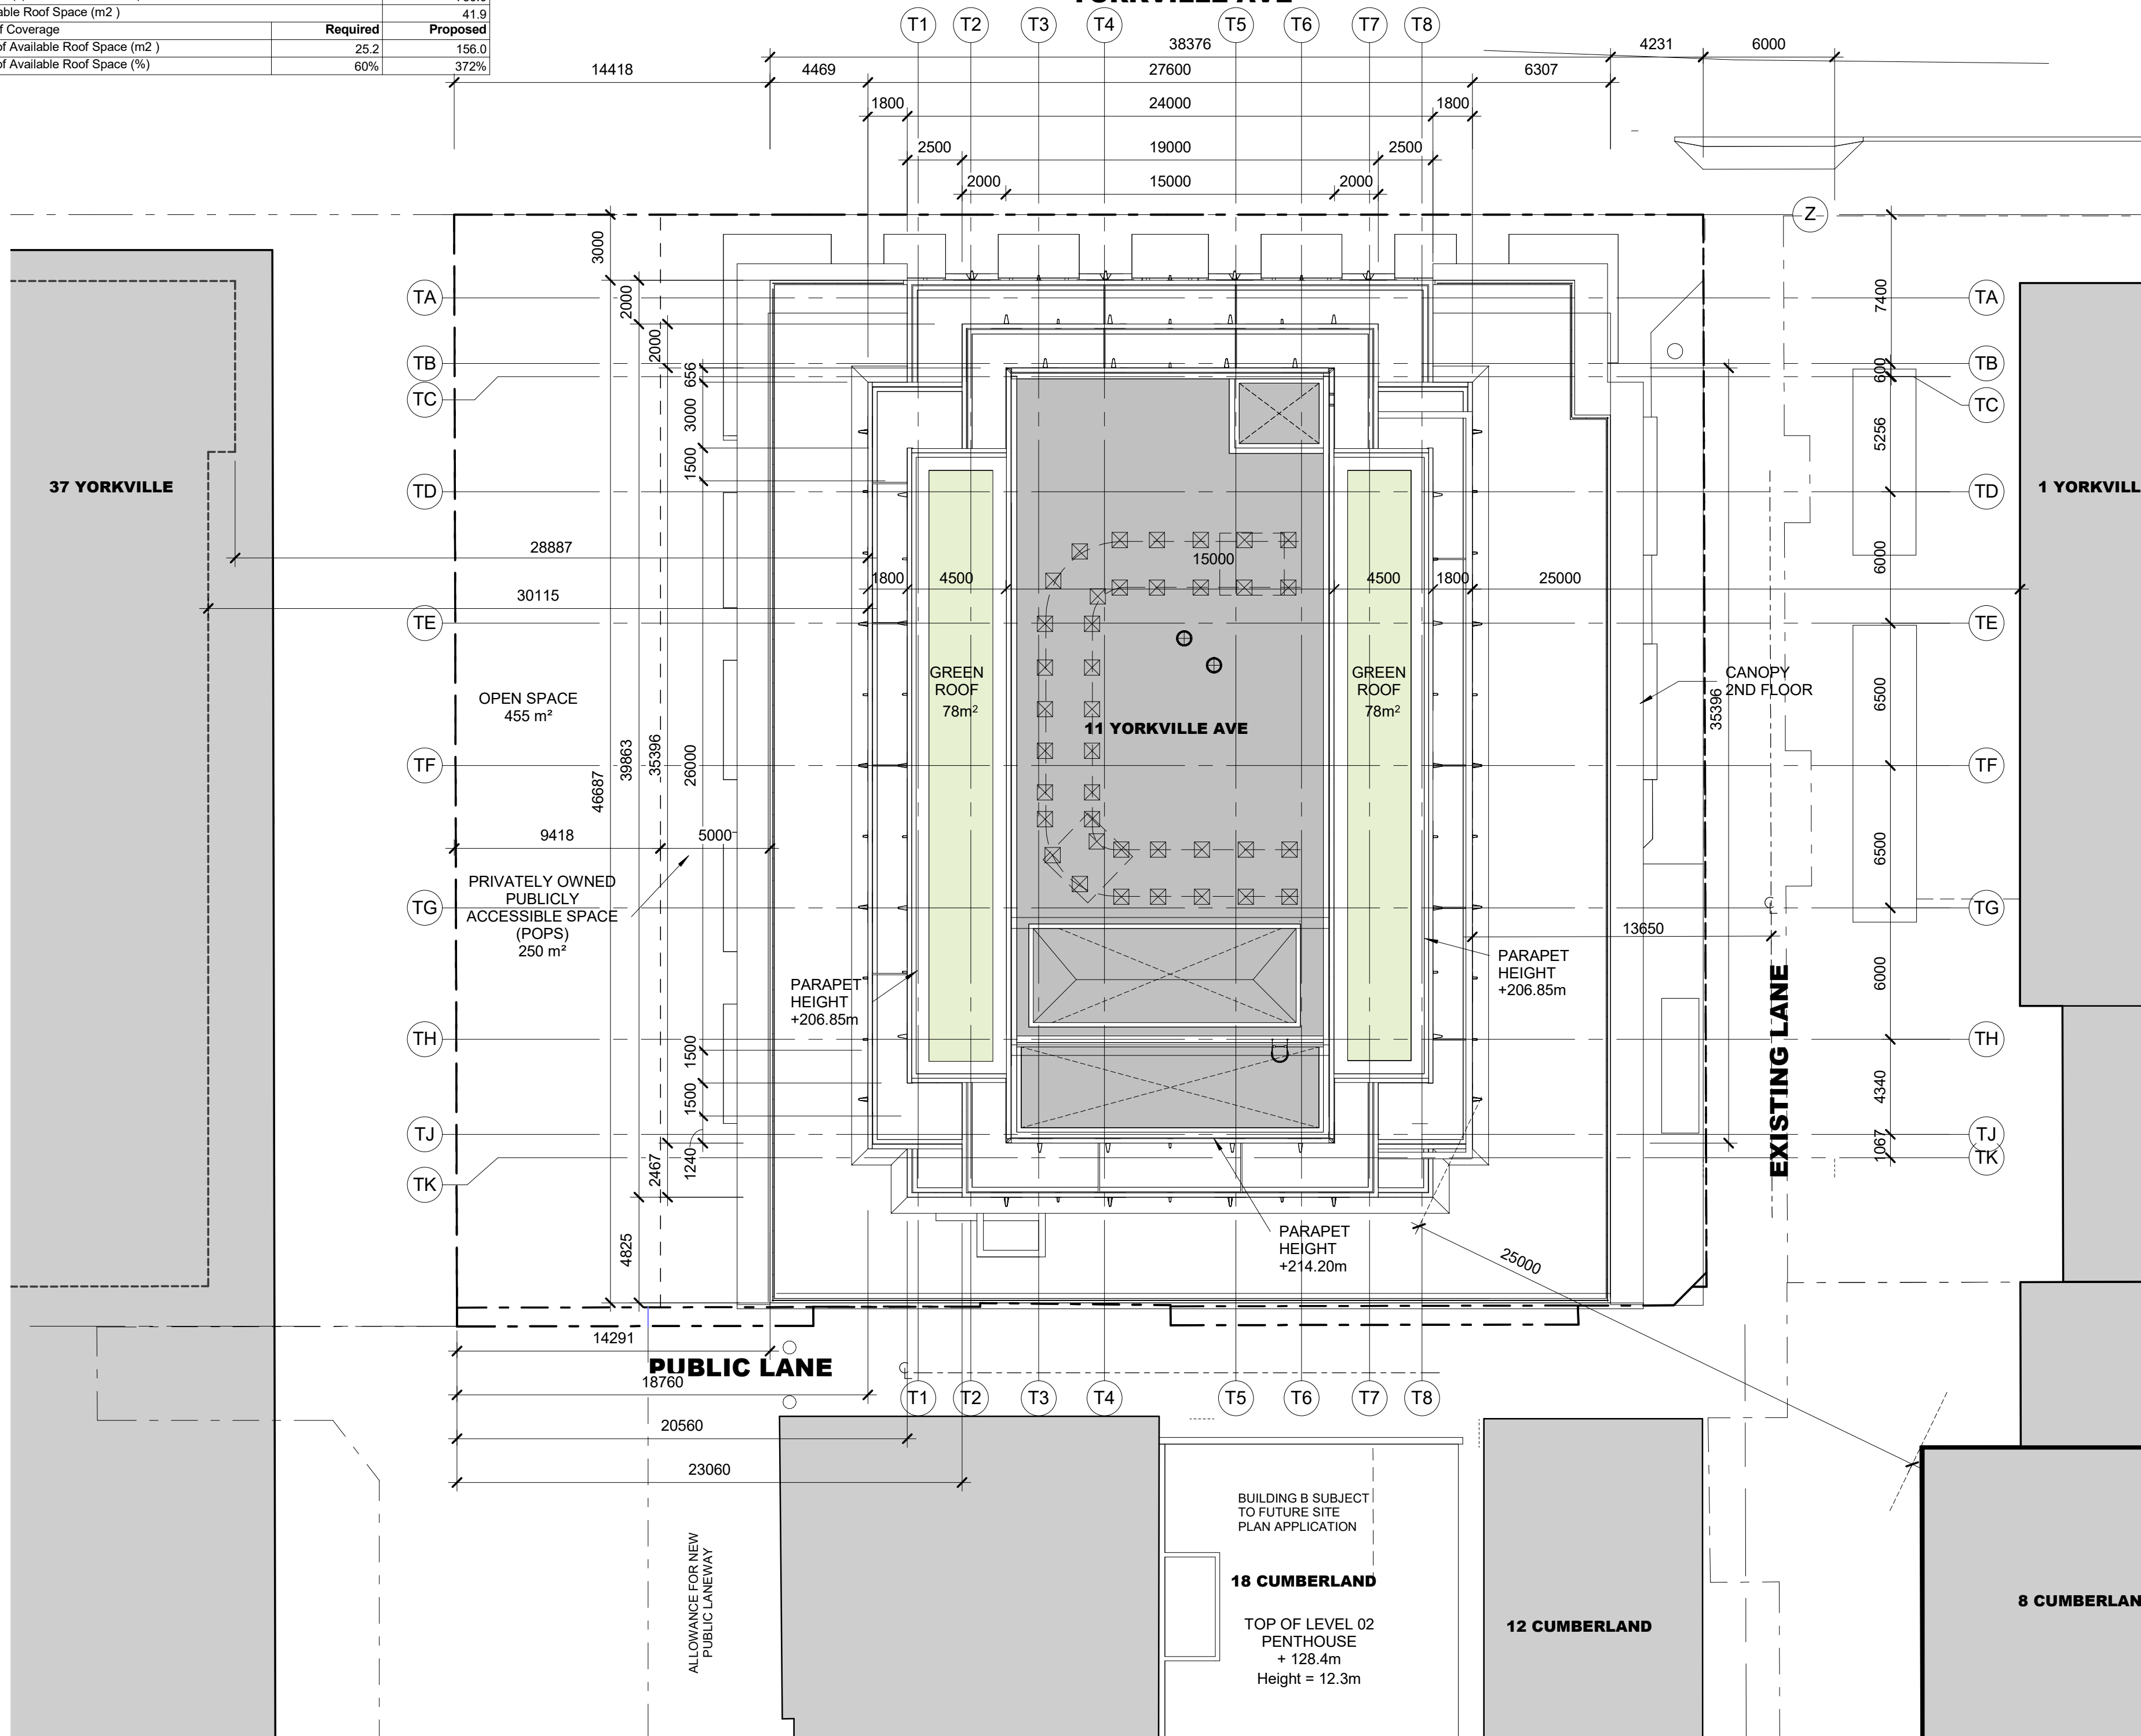 able Roof Space (m2 ) 41.9
f Coverage Required Proposed
of Available Roof Space (m2 ) 25.2 156.0
of Available Roof Space (%) 60% 372%
YORKVILLE AVE
T1 T2 T3 T4 T5 T6 T7 T8
38376 4231 6000
14418 4469 27600 6307
1800 24000 1800
2500 19000 2500
2000 15000 2000
Z
3000
2000
2000
656
3000
1500
TA
TB
TC
TD
TE
TF
TG
TH
TJ
TK
37 YORKVILLE
28887
30115
OPEN SPACE
455 m²
46687
39863
35396
26000
9418 5000
PRIVATELY OWNED
PUBLICLY
ACCESSIBLE SPACE
(POPS)
250 m²
1500
1500
1240
2467
4825
15000
1800 4500 4500 1800 25000
GREEN
ROOF
78m²
GREEN
ROOF
78m²
11 YORKVILLE AVE
PARAPET
HEIGHT
+206.85m
PARAPET
HEIGHT
+206.85m
PARAPET
HEIGHT
+214.20m
CANOPY
2ND FLOOR
35396
13650
EXISTING LANE
25000
7400
600
5256
6000
6500
6500
6000
4340
1067
TA
TB
TC
TD
TE
TF
TG
TH
TJ
TK
1 YORKVILL
14291
PUBLIC LANE
18760
20560
23060
T1 T2 T3 T4 T5 T6 T7 T8
ALLOWANCE FOR NEW
PUBLIC LANEWAY
BUILDING B SUBJECT
TO FUTURE SITE
PLAN APPLICATION
18 CUMBERLAND
TOP OF LEVEL 02
PENTHOUSE
+ 128.4m
Height = 12.3m
12 CUMBERLAND
8 CUMBERLAN